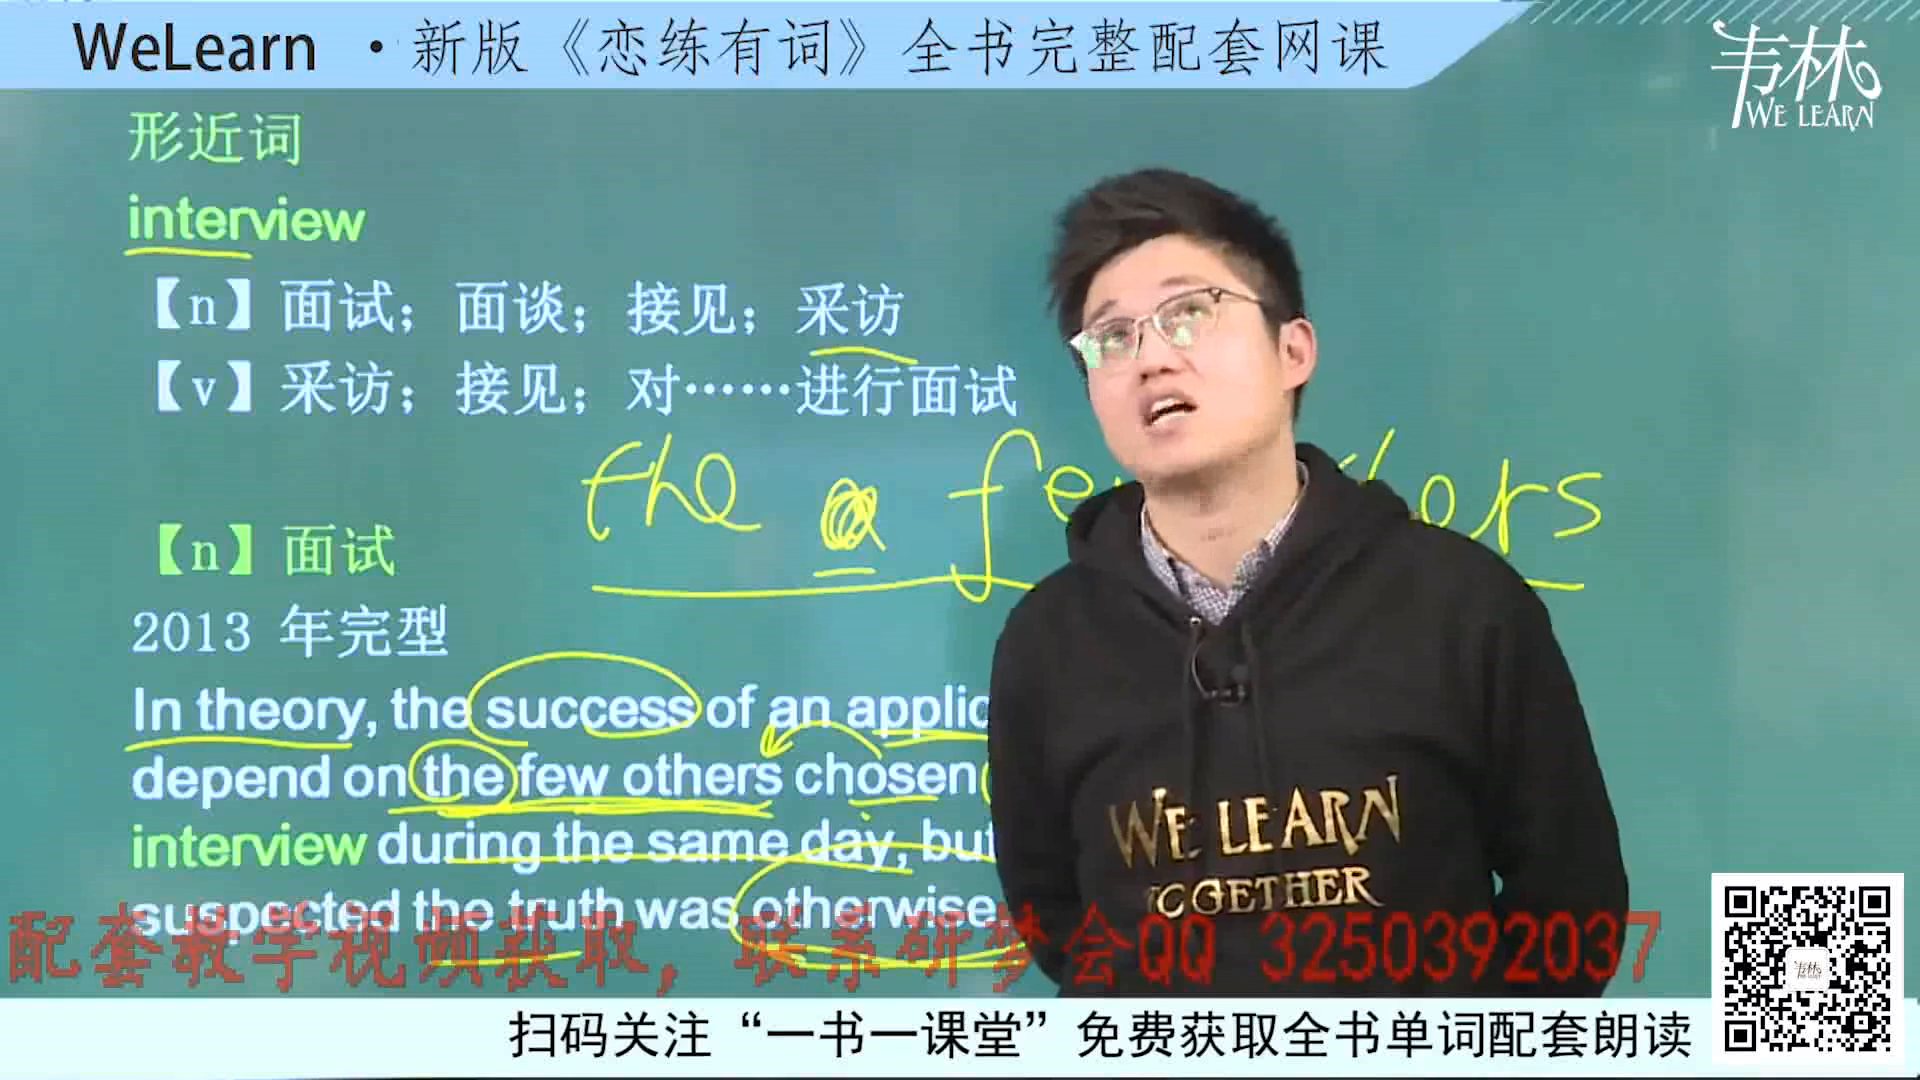 WeLearn ·新版《恋练有词》全书完整配套网课
韦林
WE LEARN
形近词
interview
【n】面试；面谈；接见；采访
【v】采访；接见；对……进行面试
the a few others
【n】面试
2013 年完型
In theory, the success of an applic
depend on the few others chosen
interview during the same day, but
suspected the truth was otherwise.
WE LEARN
TOGETHER
配套教学视频获取，联系研梦会QQ 3250392037
韦林
扫码关注“一书一课堂”免费获取全书单词配套朗读